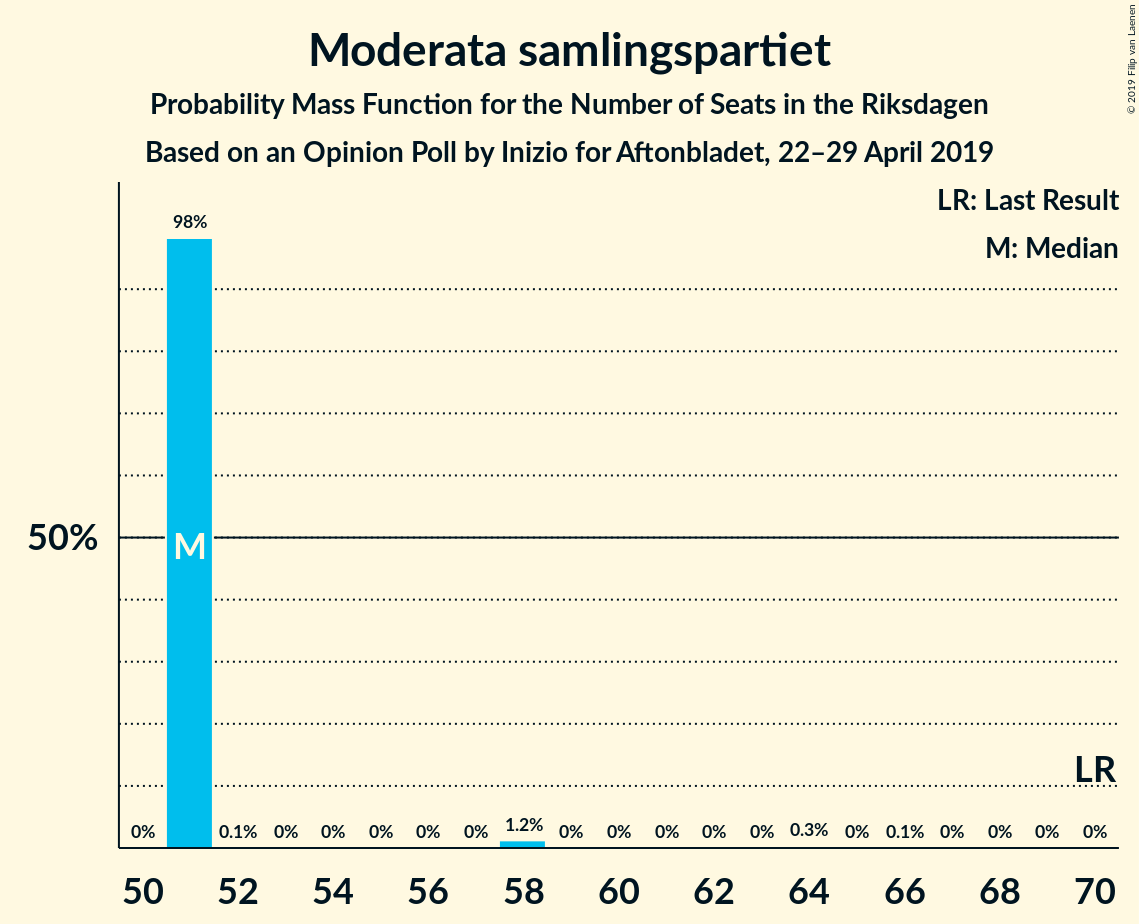 Moderata samlingspartiet
Probability Mass Function for the Number of Seats in the Riksdagen
Based on an Opinion Poll by Inizio for Aftonbladet, 22–29 April 2019
© 2019 Filip van Laenen
LR: Last Result
M: Median
98%
50%
M
LR
0% 0.1% 0% 0% 0% 0% 0% 1.2% 0% 0% 0% 0% 0% 0.3% 0% 0.1% 0% 0% 0% 0%
50 52 54 56 58 60 62 64 66 68 70